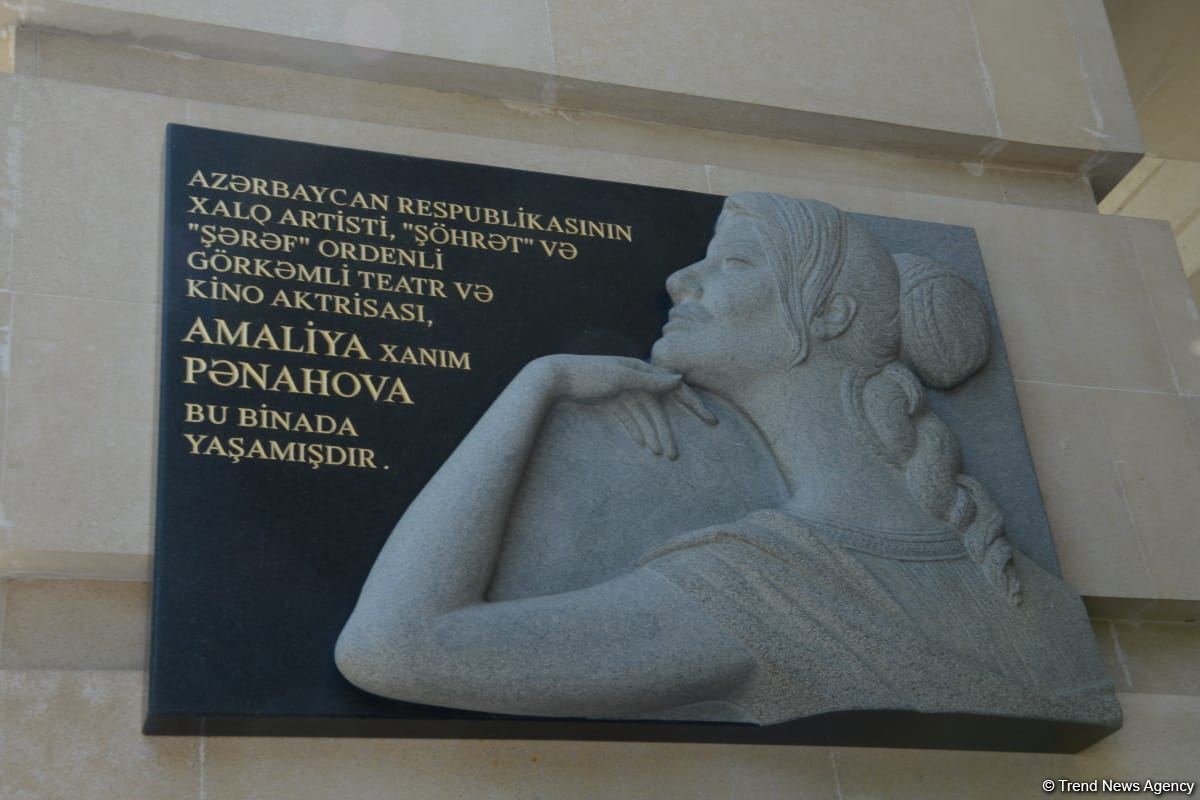 AZƏRBAYCAN RESPUBLİKASININ
XALQ ARTİSTİ, "ŞÖHRƏT" VƏ
"ŞƏRƏF" ORDENLİ
GÖRKƏMLİ TEATR VƏ
KİNO AKTRİSASI,
AMALİYA XANIM
PƏNAHOVA
BU BİNADA
YAŞAMIŞDIR.
© Trend News Agency